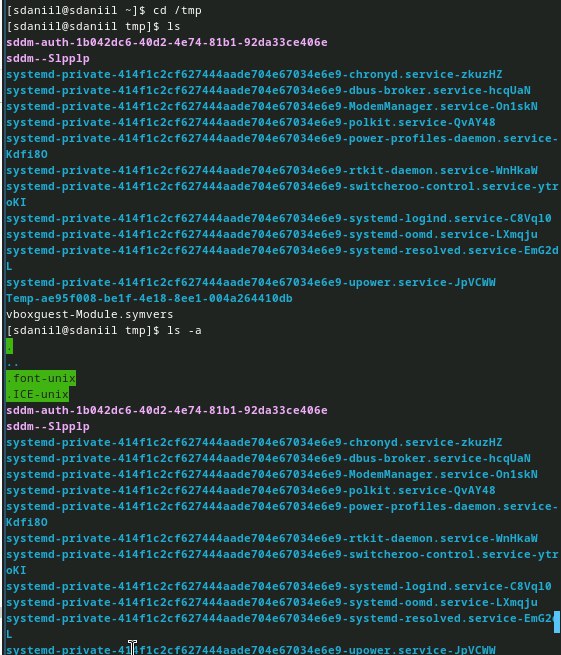 [sdaniil@sdaniil ~]$ cd /tmp
[sdaniil@sdaniil tmp]$ ls
sddm-auth-1b042dc6-40d2-4e74-81b1-92da33ce406e
sddm--Slpplp
systemd-private-414f1c2cf627444aade704e67034e6e9-chronyd.service-zkuzHZ
systemd-private-414f1c2cf627444aade704e67034e6e9-dbus-broker.service-hcqUaN
systemd-private-414f1c2cf627444aade704e67034e6e9-ModemManager.service-On1skN
systemd-private-414f1c2cf627444aade704e67034e6e9-polkit.service-QvAY48
systemd-private-414f1c2cf627444aade704e67034e6e9-power-profiles-daemon.service-
Kdfi8O
systemd-private-414f1c2cf627444aade704e67034e6e9-rtkit-daemon.service-WnHkaW
systemd-private-414f1c2cf627444aade704e67034e6e9-switcheroo-control.service-ytr
oKI
systemd-private-414f1c2cf627444aade704e67034e6e9-systemd-logind.service-C8Vql0
systemd-private-414f1c2cf627444aade704e67034e6e9-systemd-oomd.service-LXmqju
systemd-private-414f1c2cf627444aade704e67034e6e9-systemd-resolved.service-EmG2d
L
systemd-private-414f1c2cf627444aade704e67034e6e9-upower.service-JpVCWW
Temp-ae95f008-be1f-4e18-8ee1-004a264410db
vboxguest-Module.symvers
[sdaniil@sdaniil tmp]$ ls -a
.
..
.font-unix
.ICE-unix
sddm-auth-1b042dc6-40d2-4e74-81b1-92da33ce406e
sddm--Slpplp
systemd-private-414f1c2cf627444aade704e67034e6e9-chronyd.service-zkuzHZ
systemd-private-414f1c2cf627444aade704e67034e6e9-dbus-broker.service-hcqUaN
systemd-private-414f1c2cf627444aade704e67034e6e9-ModemManager.service-On1skN
systemd-private-414f1c2cf627444aade704e67034e6e9-polkit.service-QvAY48
systemd-private-414f1c2cf627444aade704e67034e6e9-power-profiles-daemon.service-
Kdfi8O
systemd-private-414f1c2cf627444aade704e67034e6e9-rtkit-daemon.service-WnHkaW
systemd-private-414f1c2cf627444aade704e67034e6e9-switcheroo-control.service-ytr
oKI
systemd-private-414f1c2cf627444aade704e67034e6e9-systemd-logind.service-C8Vql0
systemd-private-414f1c2cf627444aade704e67034e6e9-systemd-oomd.service-LXmqju
systemd-private-414f1c2cf627444aade704e67034e6e9-systemd-resolved.service-EmG2d
L
systemd-private-414f1c2cf627444aade704e67034e6e9-upower.service-JpVCWW